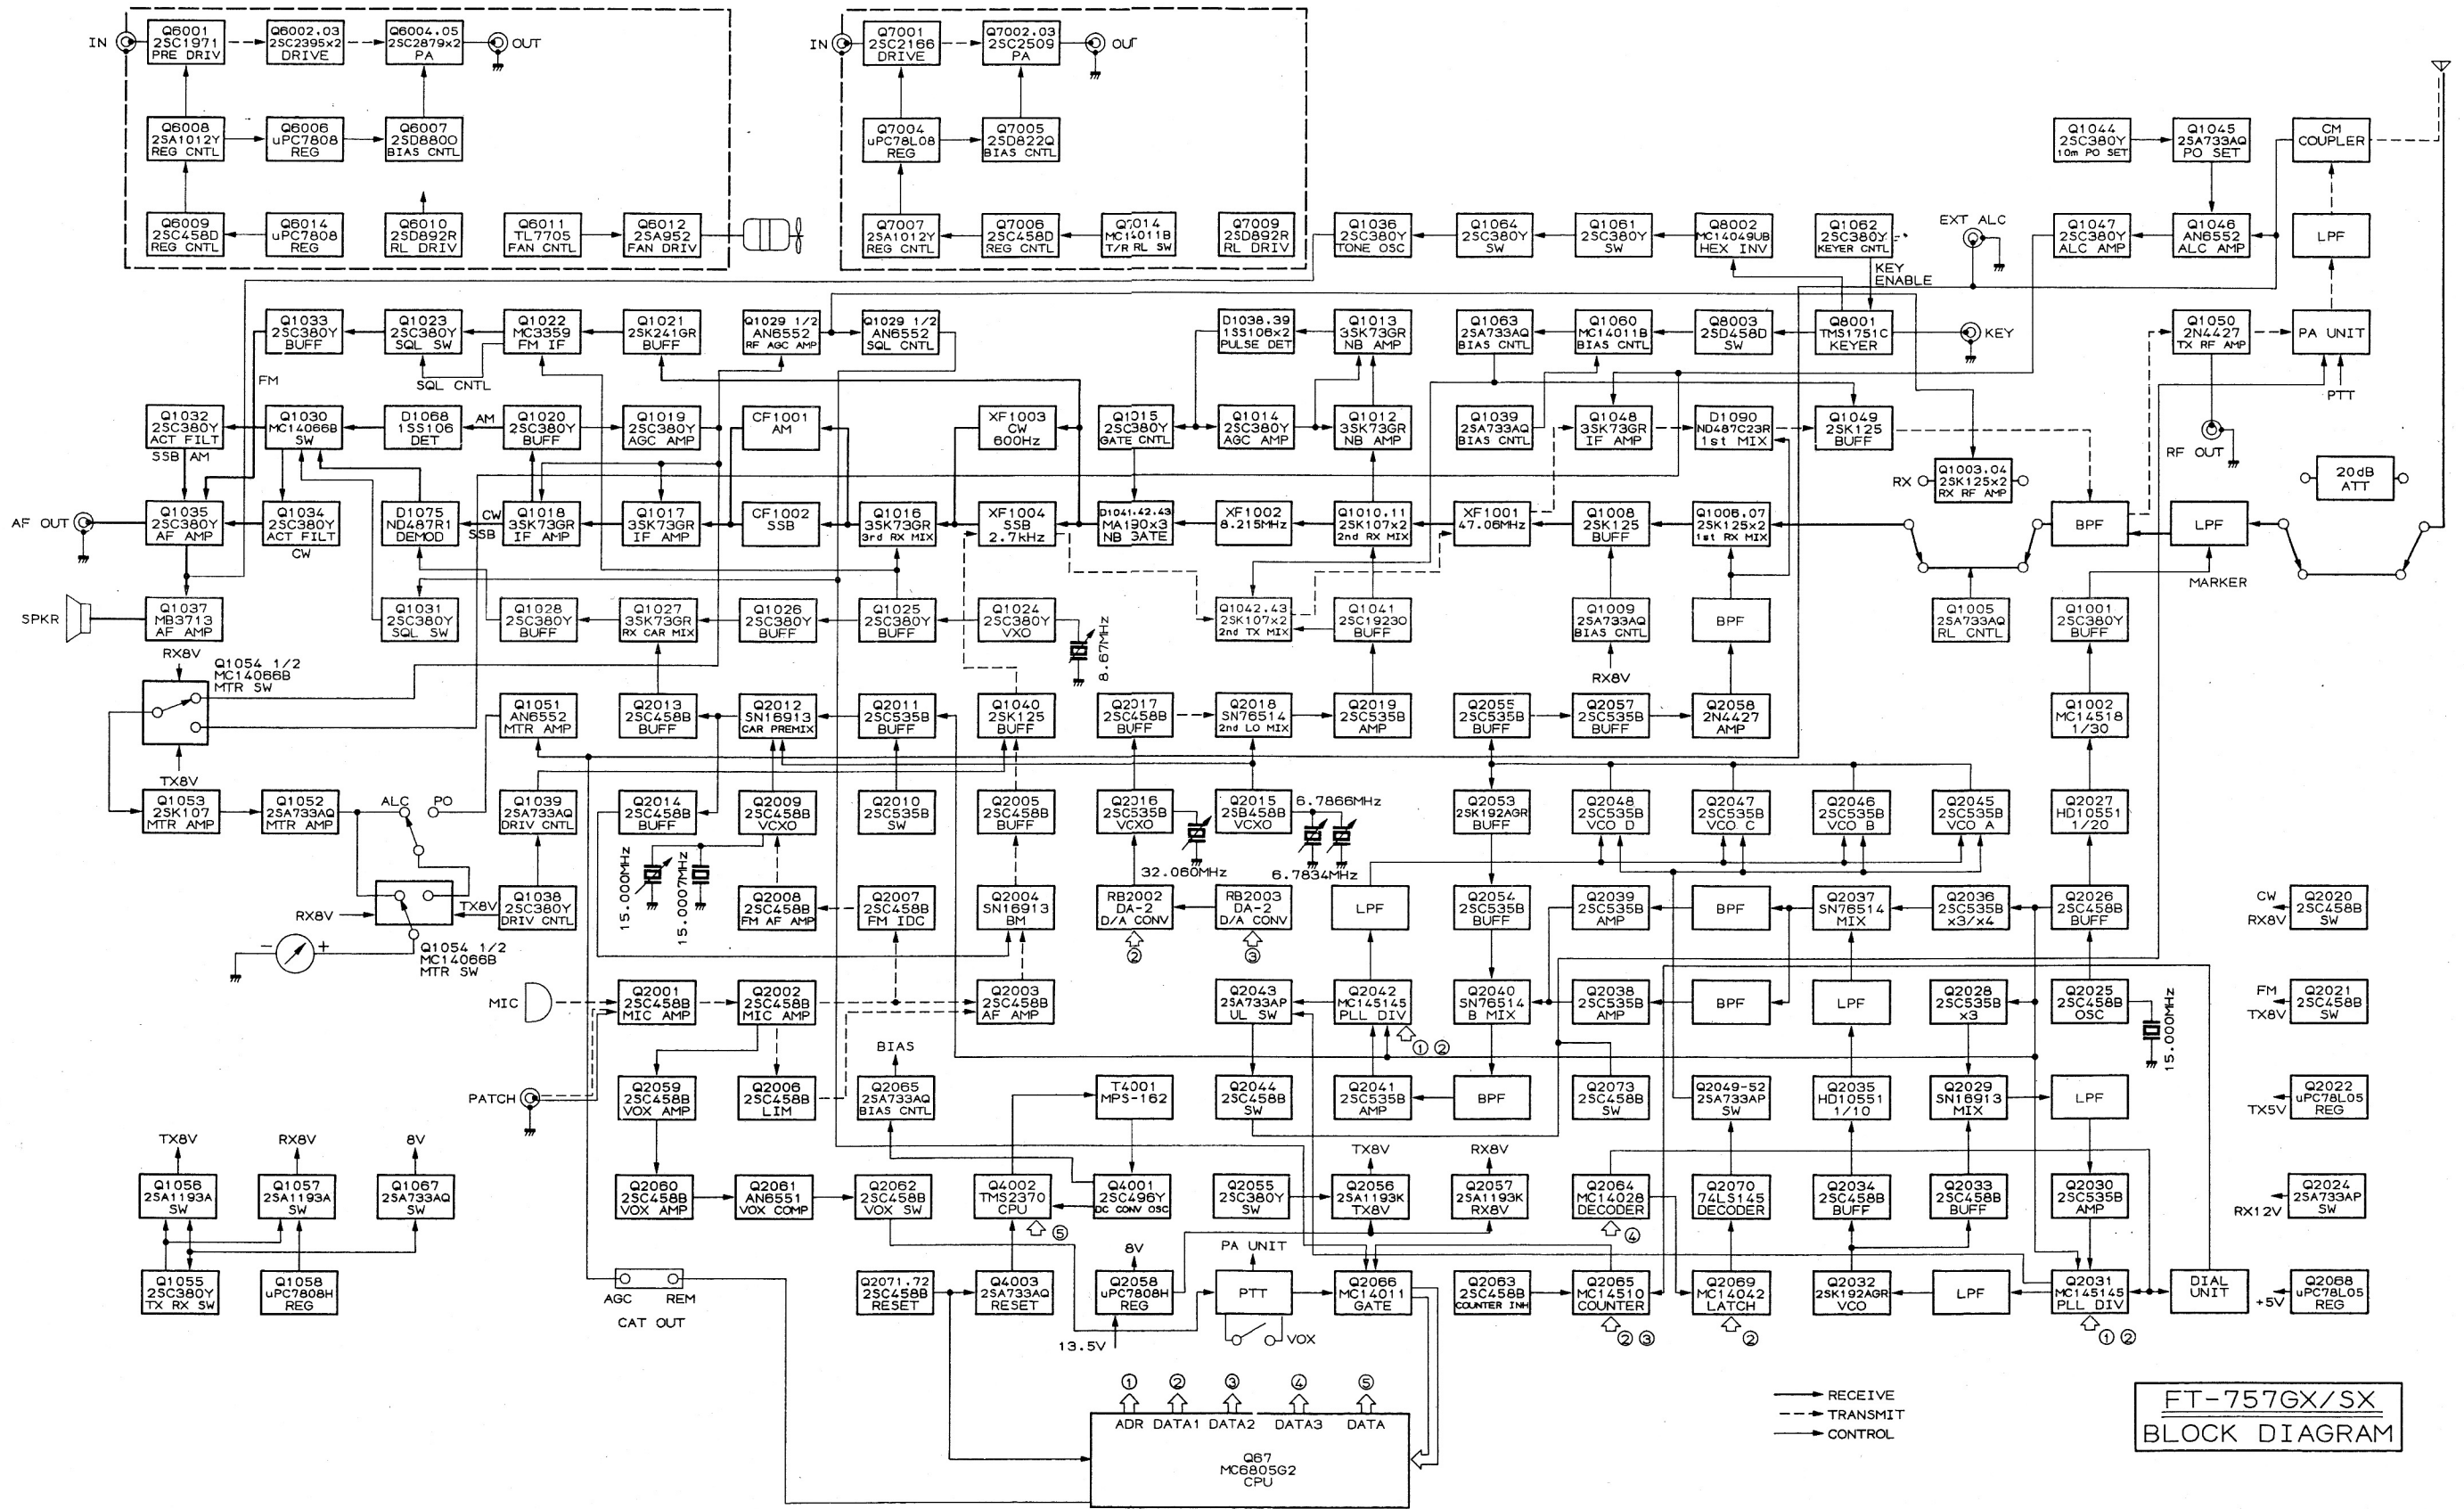 IN
Q6001
2SC1971
PRE DRIV
Q6002.03
2SC2395x2
DRIVE
Q6004.05
2SC2879x2
PA
OUT
IN
Q7001
2SC2166
DRIVE
Q7002.03
2SC2509
PA
OUT
Q6008
2SA1012Y
REG CNTL
Q6006
uPC7808
REG
Q6007
2SD880O
BIAS CNTL
Q7004
uPC78L08
REG
Q7005
2SD822Q
BIAS CNTL
Q1044
2SC380Y
10m PO SET
Q1045
2SA733AQ
PO SET
CM
COUPLER
Q6009
2SC458D
REG CNTL
Q6014
uPC7808
REG
Q6010
2SD892R
RL DRIV
Q6011
TL7705
FAN CNTL
Q6012
2SA952
FAN DRIV
Q7007
2SA1012Y
REG CNTL
Q7006
2SC458D
REG CNTL
Q7014
MC14011B
T/R RL SW
Q7009
2SD892R
RL DRIV
Q1036
2SC380Y
TONE OSC
Q1064
2SC380Y
SW
Q1061
2SC380Y
SW
Q8002
MC14049UB
HEX INV
Q1062
2SC380Y
KEYER CNTL
EXT ALC
Q1047
2SC380Y
ALC AMP
Q1046
AN6552
ALC AMP
LPF
KEY
ENABLE
Q1033
2SC380Y
BUFF
Q1023
2SC380Y
SQL SW
Q1022
MC3359
FM IF
Q1021
2SK241GR
BUFF
Q1029 1/2
AN6552
RF AGC AMP
Q1029 1/2
AN6552
SQL CNTL
D1038.39
1SS106x2
PULSE DET
Q1013
3SK73GR
NB AMP
Q1063
2SA733AQ
BIAS CNTL
Q1060
MC14011B
BIAS CNTL
Q8003
2SD458D
SW
Q8001
TMS1751C
KEYER
KEY
Q1050
2N4427
TX RF AMP
PA UNIT
FM
SQL CNTL
PTT
Q1032
2SC380Y
ACT FILT
Q1030
MC14066B
SW
D1068
1SS106
DET
AM
Q1020
2SC380Y
BUFF
Q1019
2SC380Y
AGC AMP
CF1001
AM
XF1003
CW
600Hz
Q1015
2SC380Y
GATE CNTL
Q1014
2SC380Y
AGC AMP
Q1012
3SK73GR
NB AMP
Q1039
2SA733AQ
BIAS CNTL
Q1048
3SK73GR
IF AMP
D1090
ND487C23R
1st MIX
Q1049
2SK125
BUFF
SSB AM
RX
Q1003.04
2SK125x2
RX RF AMP
RF OUT
20dB
ATT
AF OUT
Q1035
2SC380Y
AF AMP
Q1034
2SC380Y
ACT FILT
CW
D1075
ND487R1
DEMOD
CW
SSB
Q1018
3SK73GR
IF AMP
Q1017
3SK73GR
IF AMP
CF1002
SSB
Q1016
3SK73GR
3rd RX MIX
XF1004
SSB
2.7kHz
D1041.42.43
MA190x3
NB GATE
XF1002
8.215MHz
Q1010.11
2SK107x2
2nd RX MIX
XF1001
47.06MHz
Q1008
2SK125
BUFF
Q1006.07
2SK125x2
1st RX MIX
BPF
LPF
MARKER
SPKR
Q1037
MB3713
AF AMP
Q1031
2SC380Y
SQL SW
Q1028
2SC380Y
BUFF
Q1027
3SK73GR
RX CAR MIX
Q1026
2SC380Y
BUFF
Q1025
2SC380Y
BUFF
Q1024
2SC380Y
VXO
8.67MHz
Q1042.43
2SK107x2
2nd TX MIX
Q1041
2SC1923O
BUFF
Q1009
2SA733AQ
BIAS CNTL
RX8V
BPF
Q1005
2SA733AQ
RL CNTL
Q1001
2SC380Y
BUFF
RX8V
Q1054 1/2
MC14066B
MTR SW
TX8V
Q1051
AN6552
MTR AMP
Q2013
2SC458B
BUFF
Q2012
SN16913
CAR PREMIX
Q2011
2SC535B
BUFF
Q1040
2SK125
BUFF
Q2017
2SC458B
BUFF
Q2018
SN76514
2nd LO MIX
Q2019
2SC535B
AMP
Q2055
2SC535B
BUFF
Q2057
2SC535B
BUFF
Q2058
2N4427
AMP
Q1002
MC14518
1/30
Q1053
2SK107
MTR AMP
Q1052
2SA733AQ
MTR AMP
ALC
PO
Q1039
2SA733AQ
DRIV CNTL
Q2014
2SC458B
BUFF
Q2009
2SC458B
VCXO
Q2010
2SC535B
SW
Q2005
2SC458B
BUFF
Q2016
2SC535B
VCXO
Q2015
2SB458B
VCXO
6.7866MHz
32.060MHz
6.7834MHz
Q2053
2SK192AGR
BUFF
Q2048
2SC535B
VCO D
Q2047
2SC535B
VCO C
Q2046
2SC535B
VCO B
Q2045
2SC535B
VCO A
Q2027
HD10551
1/20
15.000MHz
15.0007MHz
RX8V
TX8V
Q1038
2SC380Y
DRIV CNTL
Q2008
2SC458B
FM AF AMP
Q2007
2SC458B
FM IDC
Q2004
SN16913
BM
RB2002
DA-2
D/A CONV
②
RB2003
DA-2
D/A CONV
③
LPF
Q2054
2SC535B
BUFF
Q2039
2SC535B
AMP
BPF
Q2037
SN76514
MIX
Q2036
2SC535B
x3/x4
Q2026
2SC458B
BUFF
CW
RX8V
Q2020
2SC458B
SW
−
+
Q1054 1/2
MC14066B
MTR SW
MIC
Q2001
2SC458B
MIC AMP
Q2002
2SC458B
MIC AMP
Q2003
2SC458B
AF AMP
Q2043
2SA733AP
UL SW
Q2042
MC145145
PLL DIV
① ②
Q2040
SN76514
B MIX
Q2038
2SC535B
AMP
BPF
LPF
Q2028
2SC535B
x3
Q2025
2SC458B
OSC
15.000MHz
FM
TX8V
Q2021
2SC458B
SW
PATCH
Q2059
2SC458B
VOX AMP
Q2006
2SC458B
LIM
BIAS
Q2065
2SA733AQ
BIAS CNTL
T4001
MPS-162
Q2044
2SC458B
SW
Q2041
2SC535B
AMP
BPF
Q2073
2SC458B
SW
Q2049-52
2SA733AP
SW
Q2035
HD10551
1/10
Q2029
SN16913
MIX
LPF
TX5V
Q2022
uPC78L05
REG
TX8V
Q1056
2SA1193A
SW
RX8V
Q1057
2SA1193A
SW
8V
Q1067
2SA733AQ
SW
Q2060
2SC458B
VOX AMP
Q2061
AN6551
VOX COMP
Q2062
2SC458B
VOX SW
Q4002
TMS2370
CPU
⑤
Q4001
2SC496Y
DC CONV OSC
Q2055
2SC380Y
SW
TX8V
Q2056
2SA1193K
TX8V
RX8V
Q2057
2SA1193K
RX8V
Q2064
MC14028
DECODER
④
Q2070
74LS145
DECODER
Q2034
2SC458B
BUFF
Q2033
2SC458B
BUFF
Q2030
2SC535B
AMP
RX12V
Q2024
2SA733AP
SW
Q1055
2SC380Y
TX RX SW
Q1058
uPC7808H
REG
AGC
REM
CAT OUT
Q2071.72
2SC458B
RESET
Q4003
2SA733AQ
RESET
8V
Q2058
uPC7808H
REG
13.5V
PA UNIT
PTT
VOX
Q2066
MC14011
GATE
Q2063
2SC458B
COUNTER INH
Q2065
MC14510
COUNTER
② ③
Q2069
MC14042
LATCH
②
Q2032
2SK192AGR
VCO
LPF
Q2031
MC145145
PLL DIV
① ②
DIAL
UNIT
+5V
Q2068
uPC78L05
REG
① ② ③ ④ ⑤
ADR DATA1 DATA2 DATA3 DATA
Q67
MC6805G2
CPU
RECEIVE
TRANSMIT
CONTROL
FT-757GX/SX
BLOCK DIAGRAM